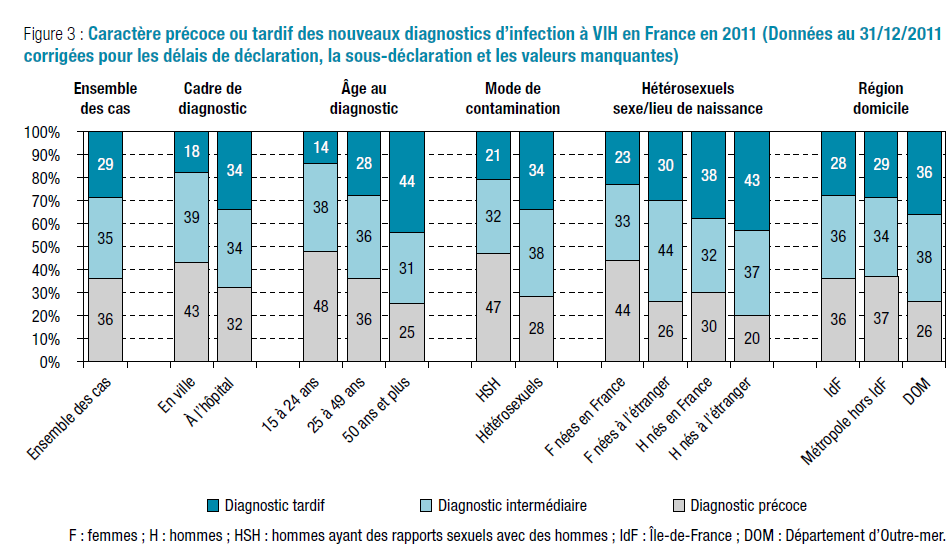 Figure 3 : Caractère précoce ou tardif des nouveaux diagnostics d'infection à VIH en France en 2011 (Données au 31/12/2011
corrigées pour les délais de déclaration, la sous-déclaration et les valeurs manquantes)
Ensemble des cas
Cadre de diagnostic
Âge au diagnostic
Mode de contamination
Hétérosexuels sexe/lieu de naissance
Région domicile
100%
90%
80%
70%
60%
50%
40%
30%
20%
10%
0%
29 18 34 14 28 44 21 34 23 30 38 43 28 29 36
35 39 34 38 36 31 32 38 33 44 32 37 36 34 38
36 43 32 48 36 25 47 28 44 26 30 20 36 37 26
Ensemble des cas
En ville
À l'hôpital
15 à 24 ans
25 à 49 ans
50 ans et plus
HSH
Hétérosexuels
F nées en France
F nées à l'étranger
H nés en France
H nés à l'étranger
IdF
Métropole hors IdF
DOM
Diagnostic tardif
Diagnostic intermédiaire
Diagnostic précoce
F : femmes ; H : hommes ; HSH : hommes ayant des rapports sexuels avec des hommes ; IdF : Île-de-France ; DOM : Département d'Outre-mer.